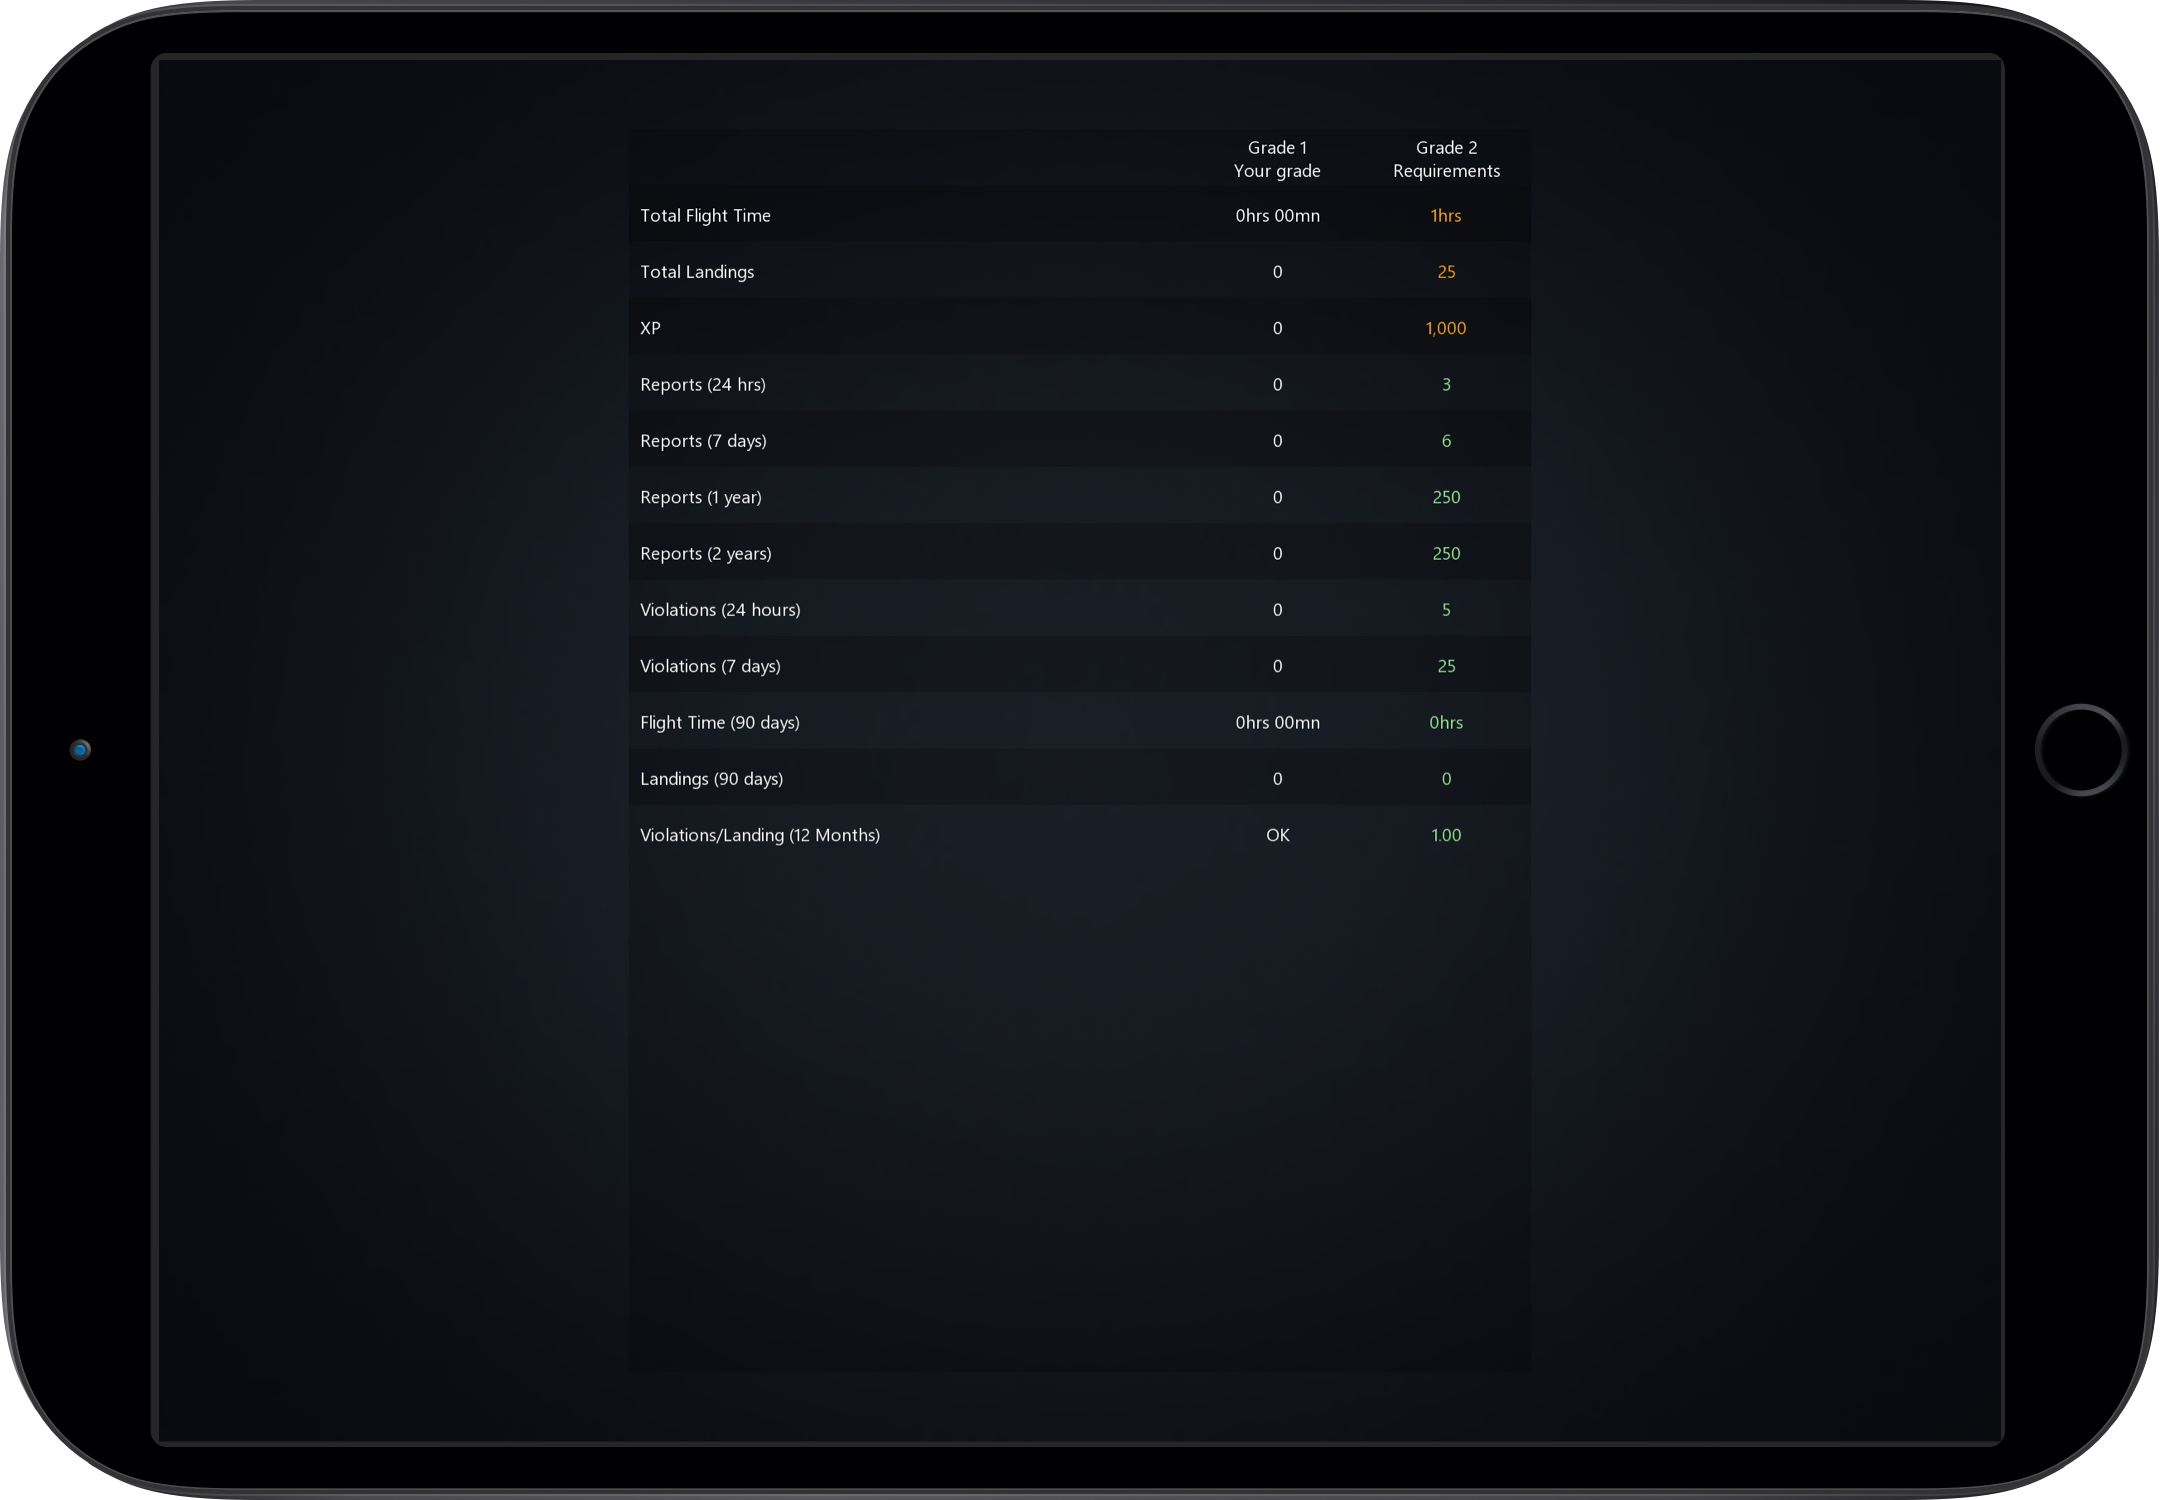 Grade 1 Grade 2
Your grade Requirements
Total Flight Time 0hrs 00mn 1hrs
Total Landings 0 25
XP 0 1,000
Reports (24 hrs) 0 3
Reports (7 days) 0 6
Reports (1 year) 0 250
Reports (2 years) 0 250
Violations (24 hours) 0 5
Violations (7 days) 0 25
Flight Time (90 days) 0hrs 00mn 0hrs
Landings (90 days) 0 0
Violations/Landing (12 Months) OK 1.00